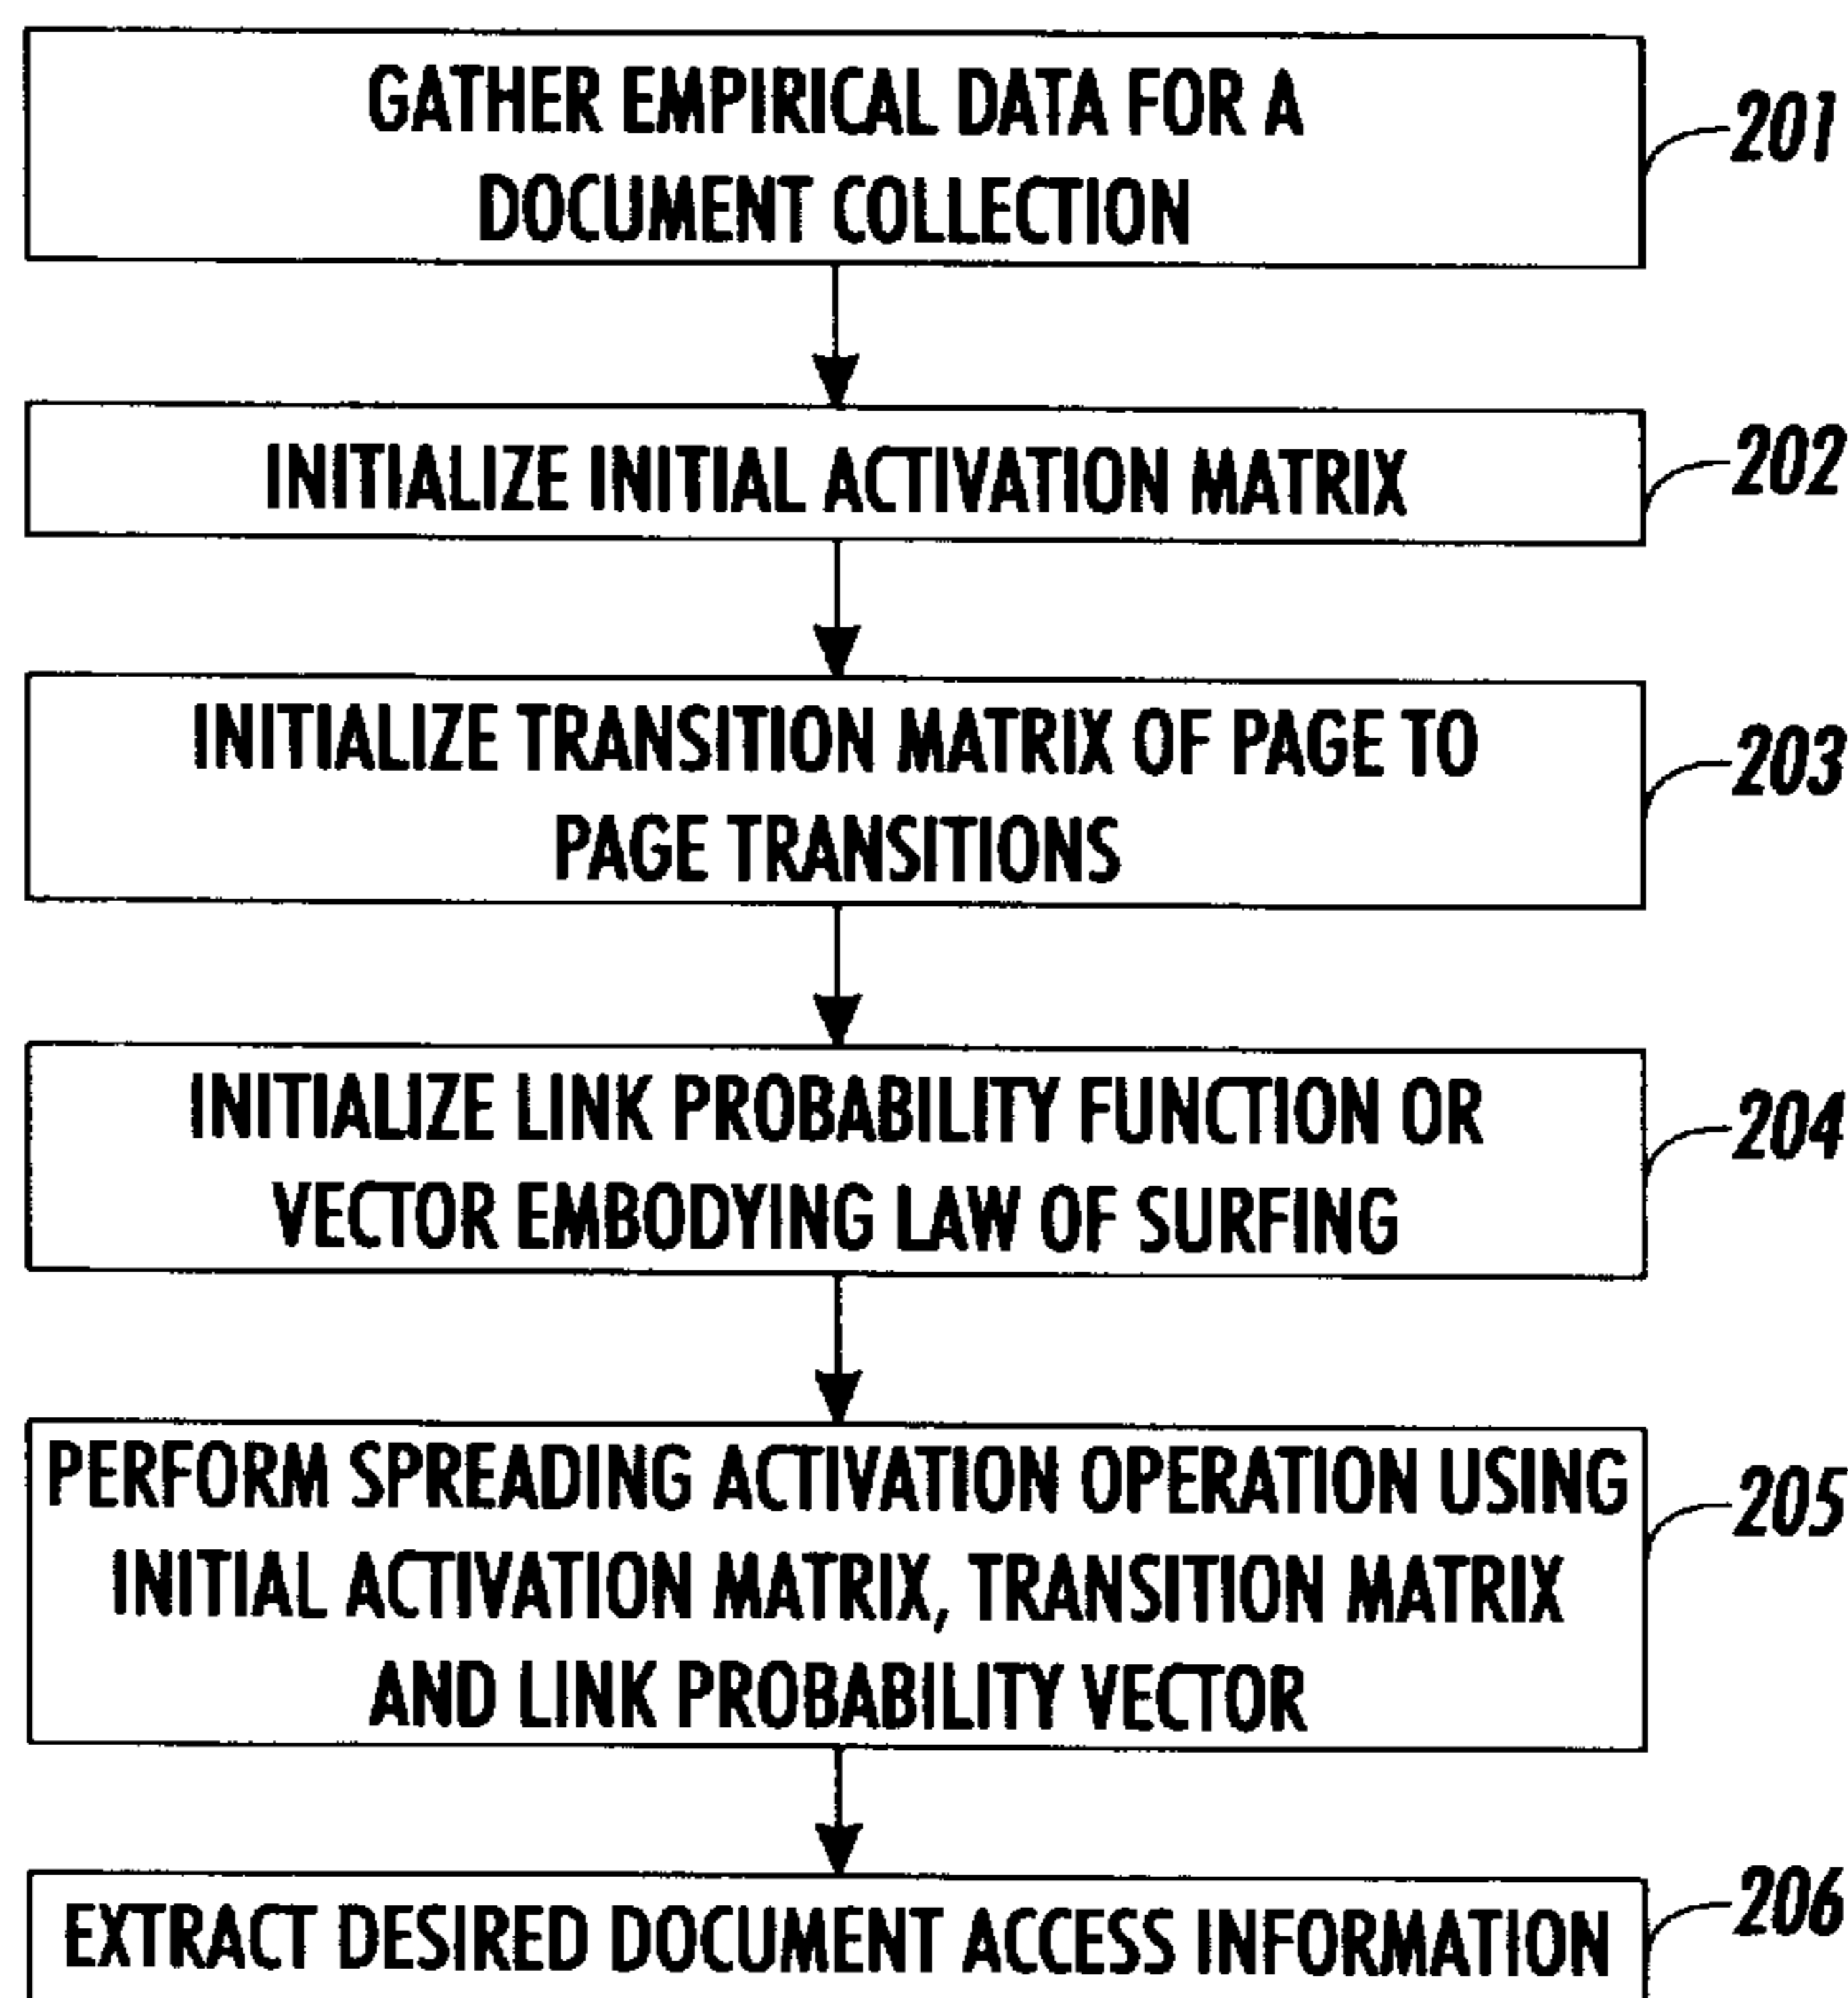 GATHER EMPIRICAL DATA FOR A
DOCUMENT COLLECTION
201
INITIALIZE INITIAL ACTIVATION MATRIX
202
INITIALIZE TRANSITION MATRIX OF PAGE TO
PAGE TRANSITIONS
203
INITIALIZE LINK PROBABILITY FUNCTION OR
VECTOR EMBODYING LAW OF SURFING
204
PERFORM SPREADING ACTIVATION OPERATION USING
INITIAL ACTIVATION MATRIX, TRANSITION MATRIX
AND LINK PROBABILITY VECTOR
205
EXTRACT DESIRED DOCUMENT ACCESS INFORMATION
206